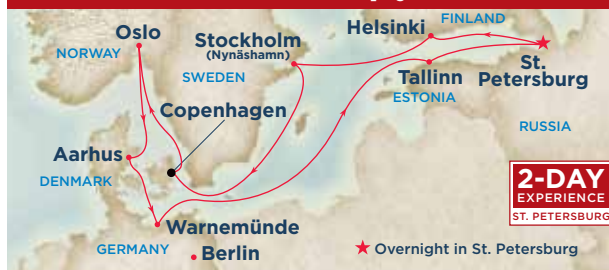 Oslo
NORWAY
Stockholm
(Nynäshamn)
SWEDEN
Helsinki
FINLAND
Tallinn
ESTONIA
St.
Petersburg
RUSSIA
Copenhagen
Aarhus
DENMARK
Warnemünde
GERMANY
Berlin
2-DAY
EXPERIENCE
ST. PETERSBURG
Overnight in St. Petersburg